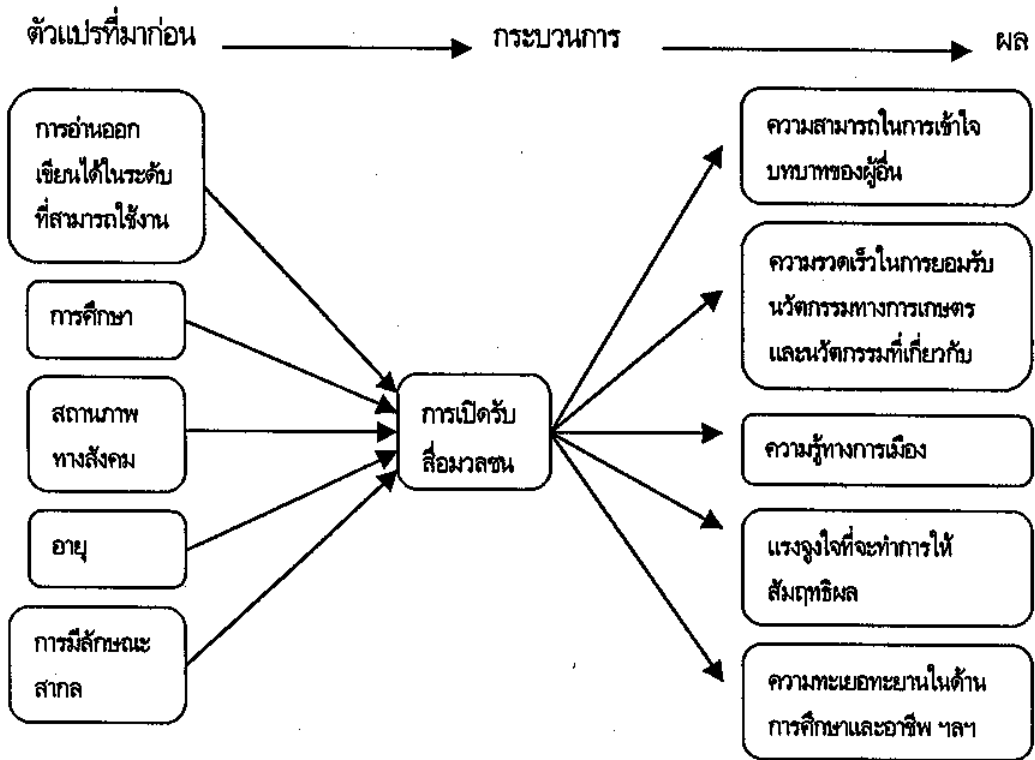 ตัวแปรที่มาก่อน
กระบวนการ
ผล
การอ่านออก
เขียนได้ในระดับ
ที่สามารถใช้งาน
การศึกษา
สถานภาพ
ทางสังคม
อายุ
การมีลักษณะ
สากล
การเปิดรับ
สื่อมวลชน
ความสามารถในการเข้าใจ
บทบาทของผู้อื่น
ความรวดเร็วในการยอมรับ
นวัตกรรมทางการเกษตร
และนวัตกรรมที่เกี่ยวกับ
ความรู้ทางการเมือง
แรงจูงใจที่จะทำการให้
สัมฤทธิผล
ความทะเยอทะยานในด้าน
การศึกษาและอาชีพ ฯลฯ